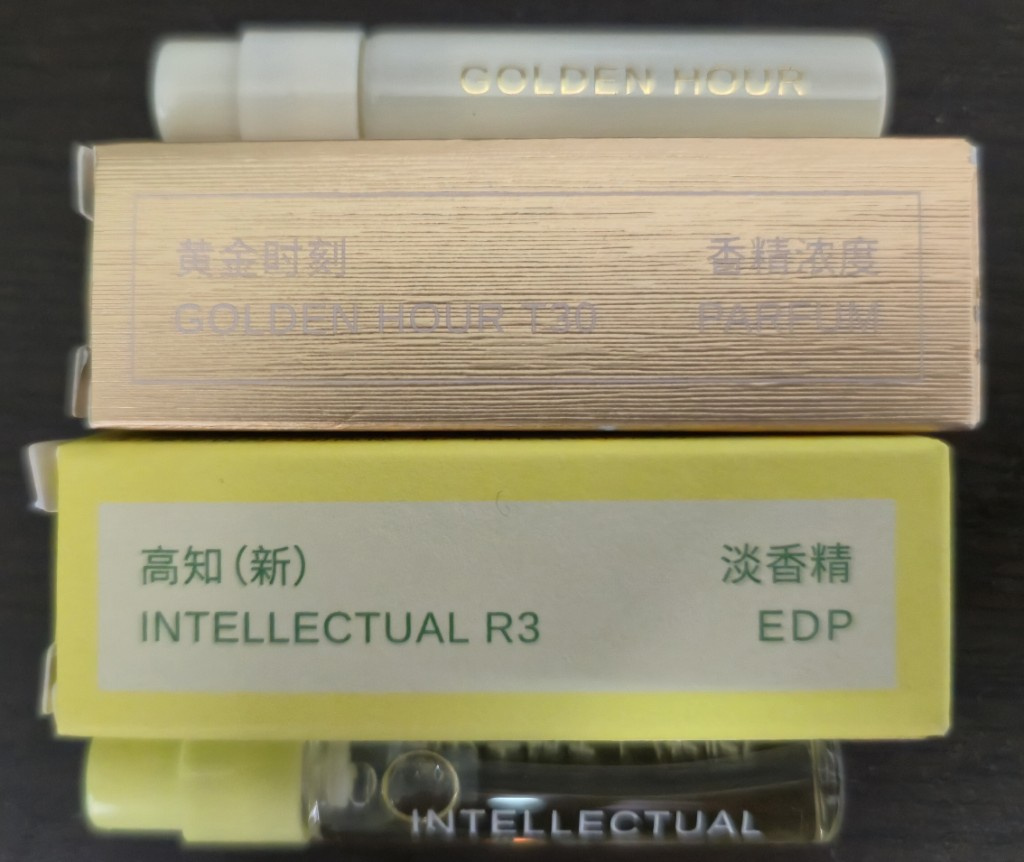 GOLDEN HOUR
黄金时刻 香精浓度
GOLDEN HOUR T30 PARFUM
高知（新） 淡香精
INTELLECTUAL R3 EDP
INTELLECTUAL